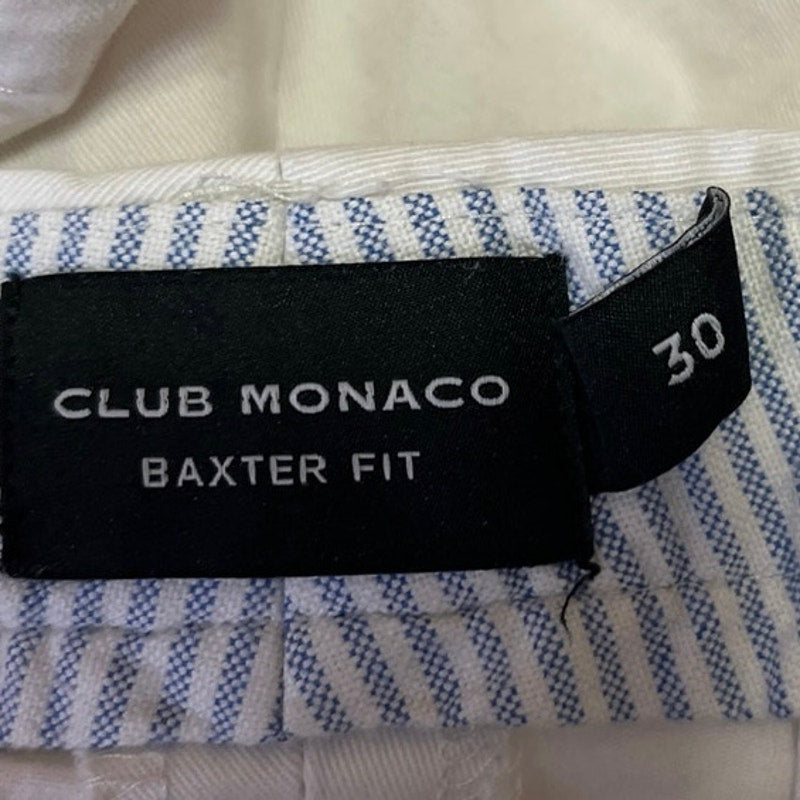 CLUB MONACO
BAXTER FIT
30